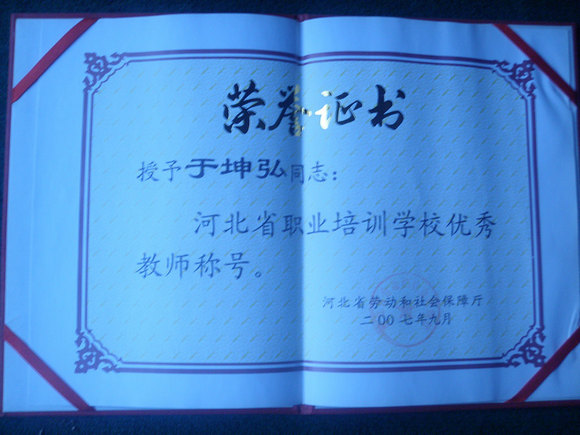 荣誉证书
授予于坤弘同志：
河北省职业培训学校优秀
教师称号。
河北省劳动和社会保障厅
二00七年九月